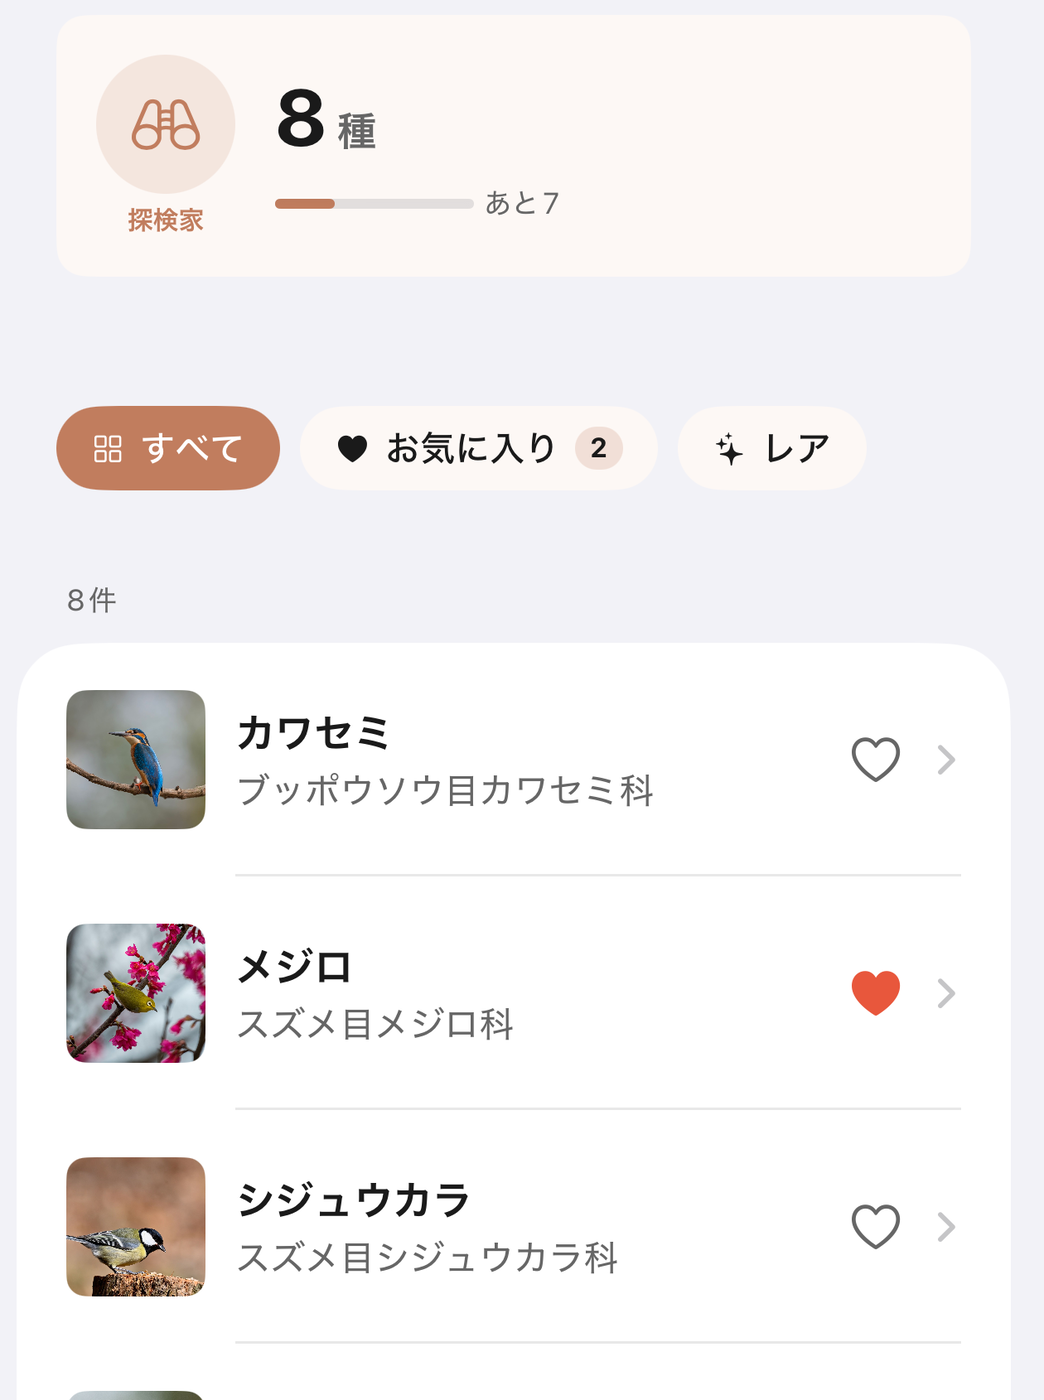 8 種
あと 7
探検家
すべて
お気に入り 2
レア
8 件
カワセミ
ブッポウソウ目カワセミ科
メジロ
スズメ目メジロ科
シジュウカラ
スズメ目シジュウカラ科